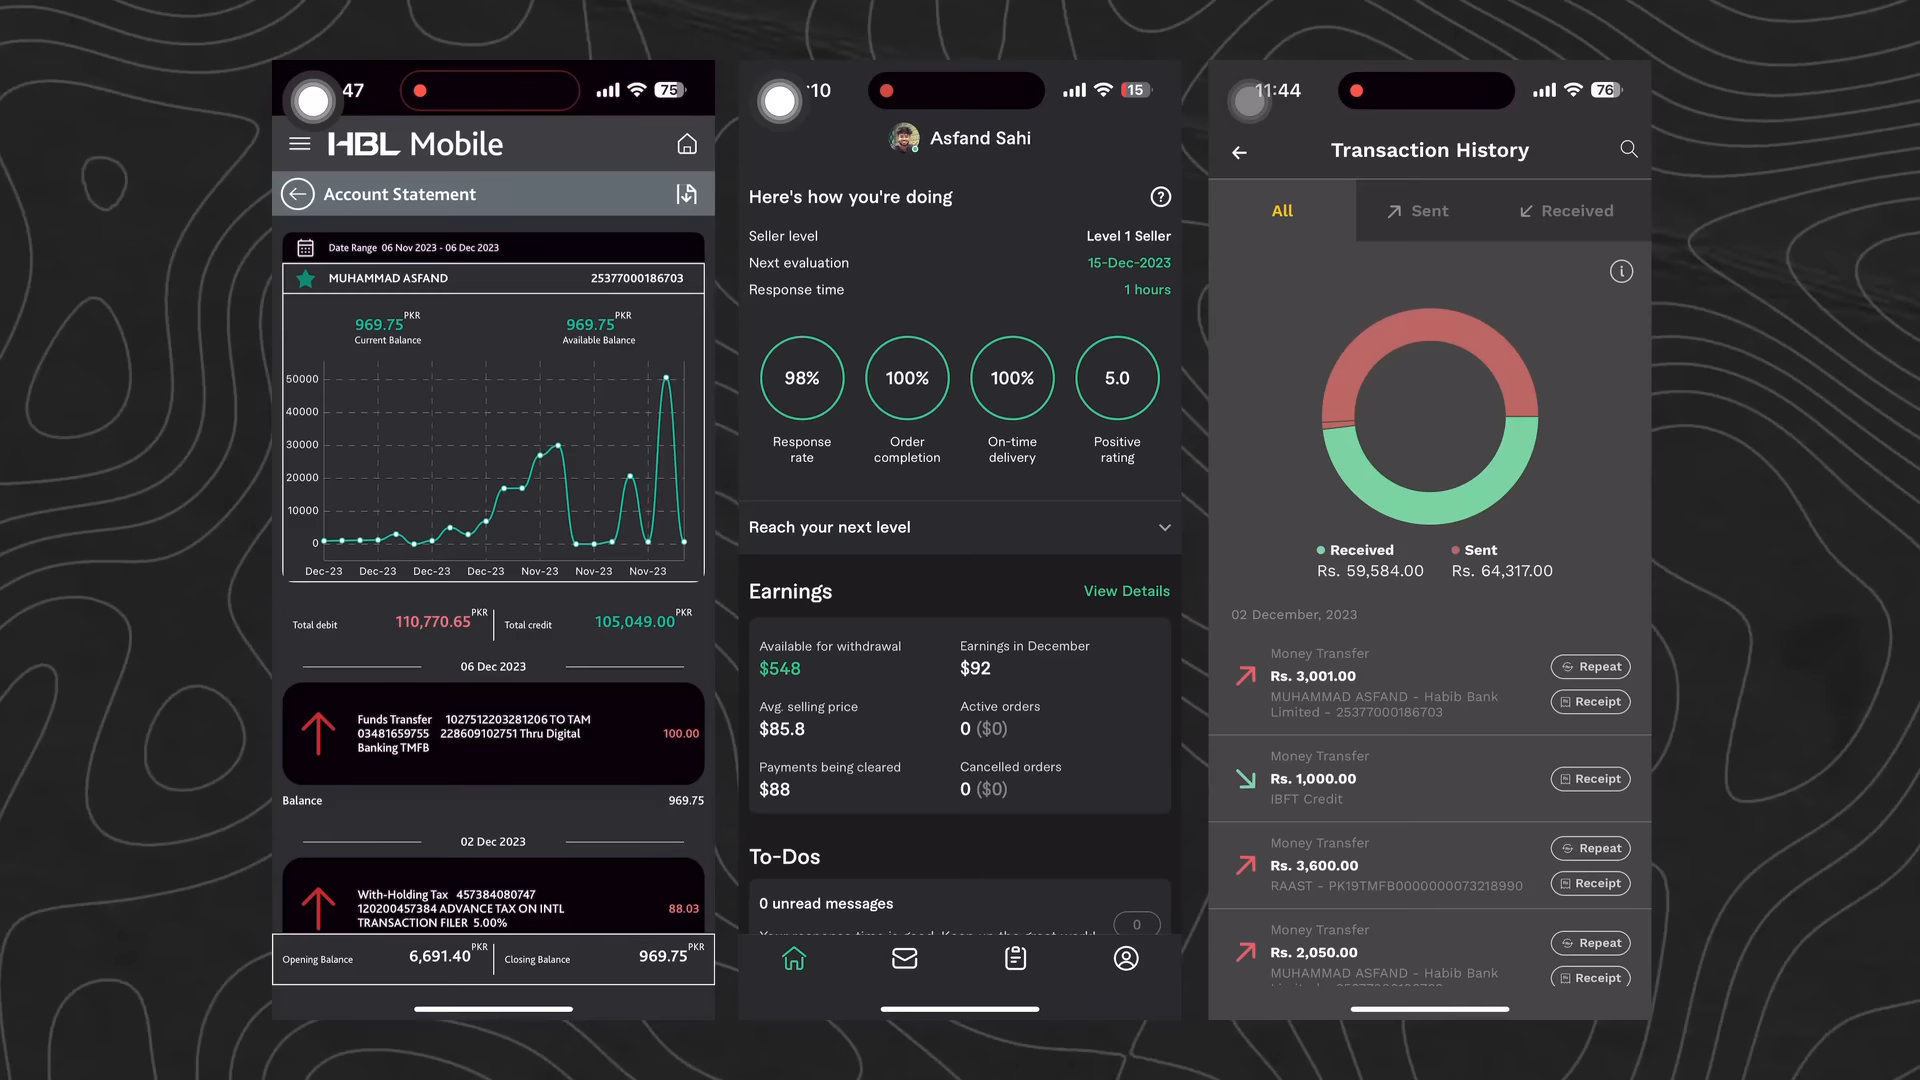 47
75
HBL Mobile
Account Statement
Date Range 06 Nov 2023 - 06 Dec 2023
MUHAMMAD ASFAND 25377000186703
969.75 PKR 969.75 PKR
Current Balance Available Balance
50000
40000
30000
20000
10000
0
Dec-23 Dec-23 Dec-23 Dec-23 Nov-23 Nov-23 Nov-23
Total debit 110,770.65 PKR Total credit 105,049.00 PKR
06 Dec 2023
Funds Transfer 1027512203281206 TO TAM
03481659755 228609102751 Thru Digital
Banking TMFB
100.00
Balance 969.75
02 Dec 2023
With-Holding Tax 457384080747
120200457384 ADVANCE TAX ON INTL
TRANSACTION FILER 5.00%
88.03
Opening Balance 6,691.40 PKR Closing Balance 969.75 PKR
10
15
Asfand Sahi
Here's how you're doing
Seller level Level 1 Seller
Next evaluation 15-Dec-2023
Response time 1 hours
98% 100% 100% 5.0
Response rate
Order completion
On-time delivery
Positive rating
Reach your next level
Earnings View Details
Available for withdrawal Earnings in December
$548 $92
Avg. selling price Active orders
$85.8 0 ($0)
Payments being cleared Cancelled orders
$88 0 ($0)
To-Dos
0 unread messages
0
11:44
76
Transaction History
All Sent Received
Received Sent
Rs. 59,584.00 Rs. 64,317.00
02 December, 2023
Money Transfer
Rs. 3,001.00
MUHAMMAD ASFAND - Habib Bank
Limited - 25377000186703
Repeat
Receipt
Money Transfer
Rs. 1,000.00
IBFT Credit
Receipt
Money Transfer
Rs. 3,600.00
RAAST - PK19TMFB0000000073218990
Repeat
Receipt
Money Transfer
Rs. 2,050.00
MUHAMMAD ASFAND - Habib Bank
Repeat
Receipt